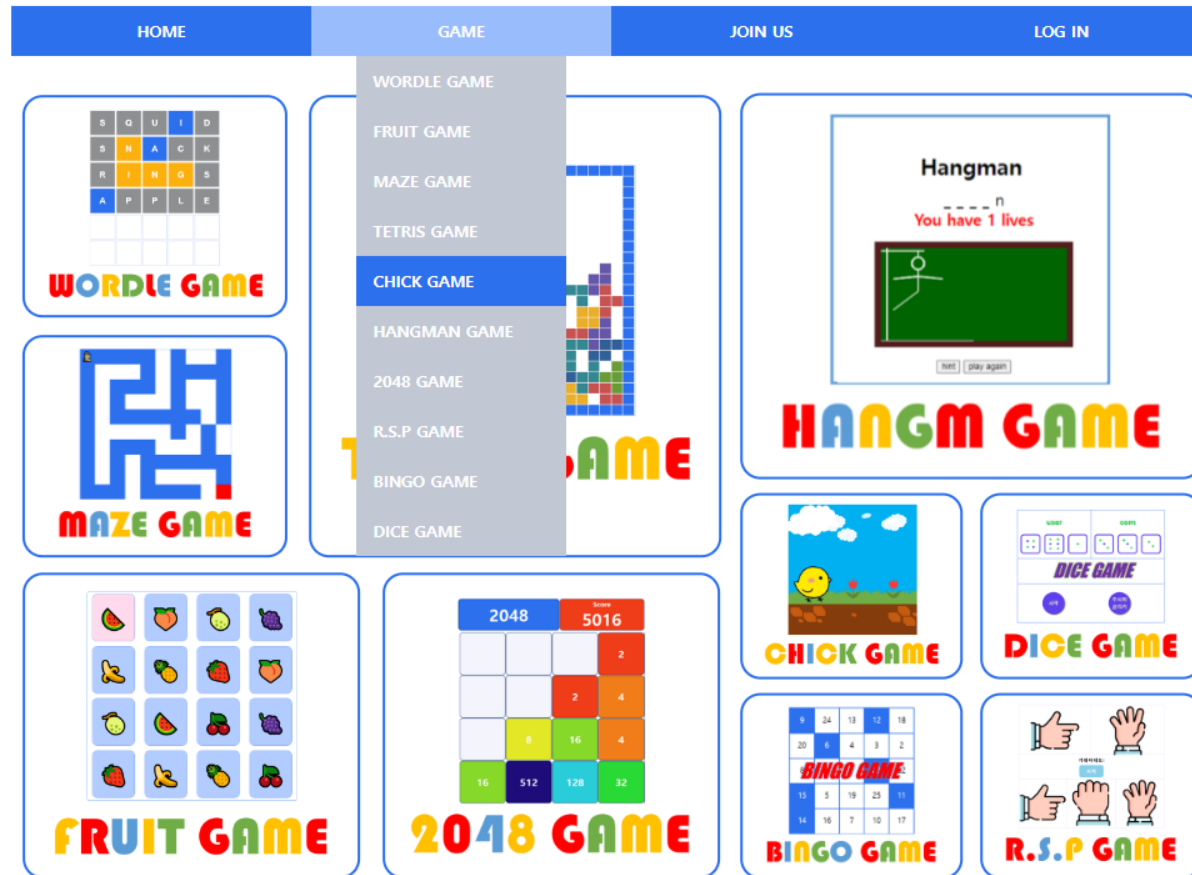 HOME GAME JOIN US LOG IN
WORDLE GAME
FRUIT GAME
MAZE GAME
TETRIS GAME
CHICK GAME
HANGMAN GAME
2048 GAME
R.S.P GAME
BINGO GAME
DICE GAME
S Q U I D
S N A C K
R I N G S
A P P L E
WORDLE GAME
MAZE GAME
GAME
Hangman
_ _ _ _ n
You have 1 lives
hint play again
HANGM GAME
CHICK GAME
user com
DICE GAME
DICE GAME
FRUIT GAME
2048
Score
5016
2
2 4
8 16 4
16 512 128 32
2048 GAME
9 24 13 12 18
20 6 4 3 2
BINGO GAME
15 5 19 25 11
14 16 7 10 17
BINGO GAME
R.S.P GAME